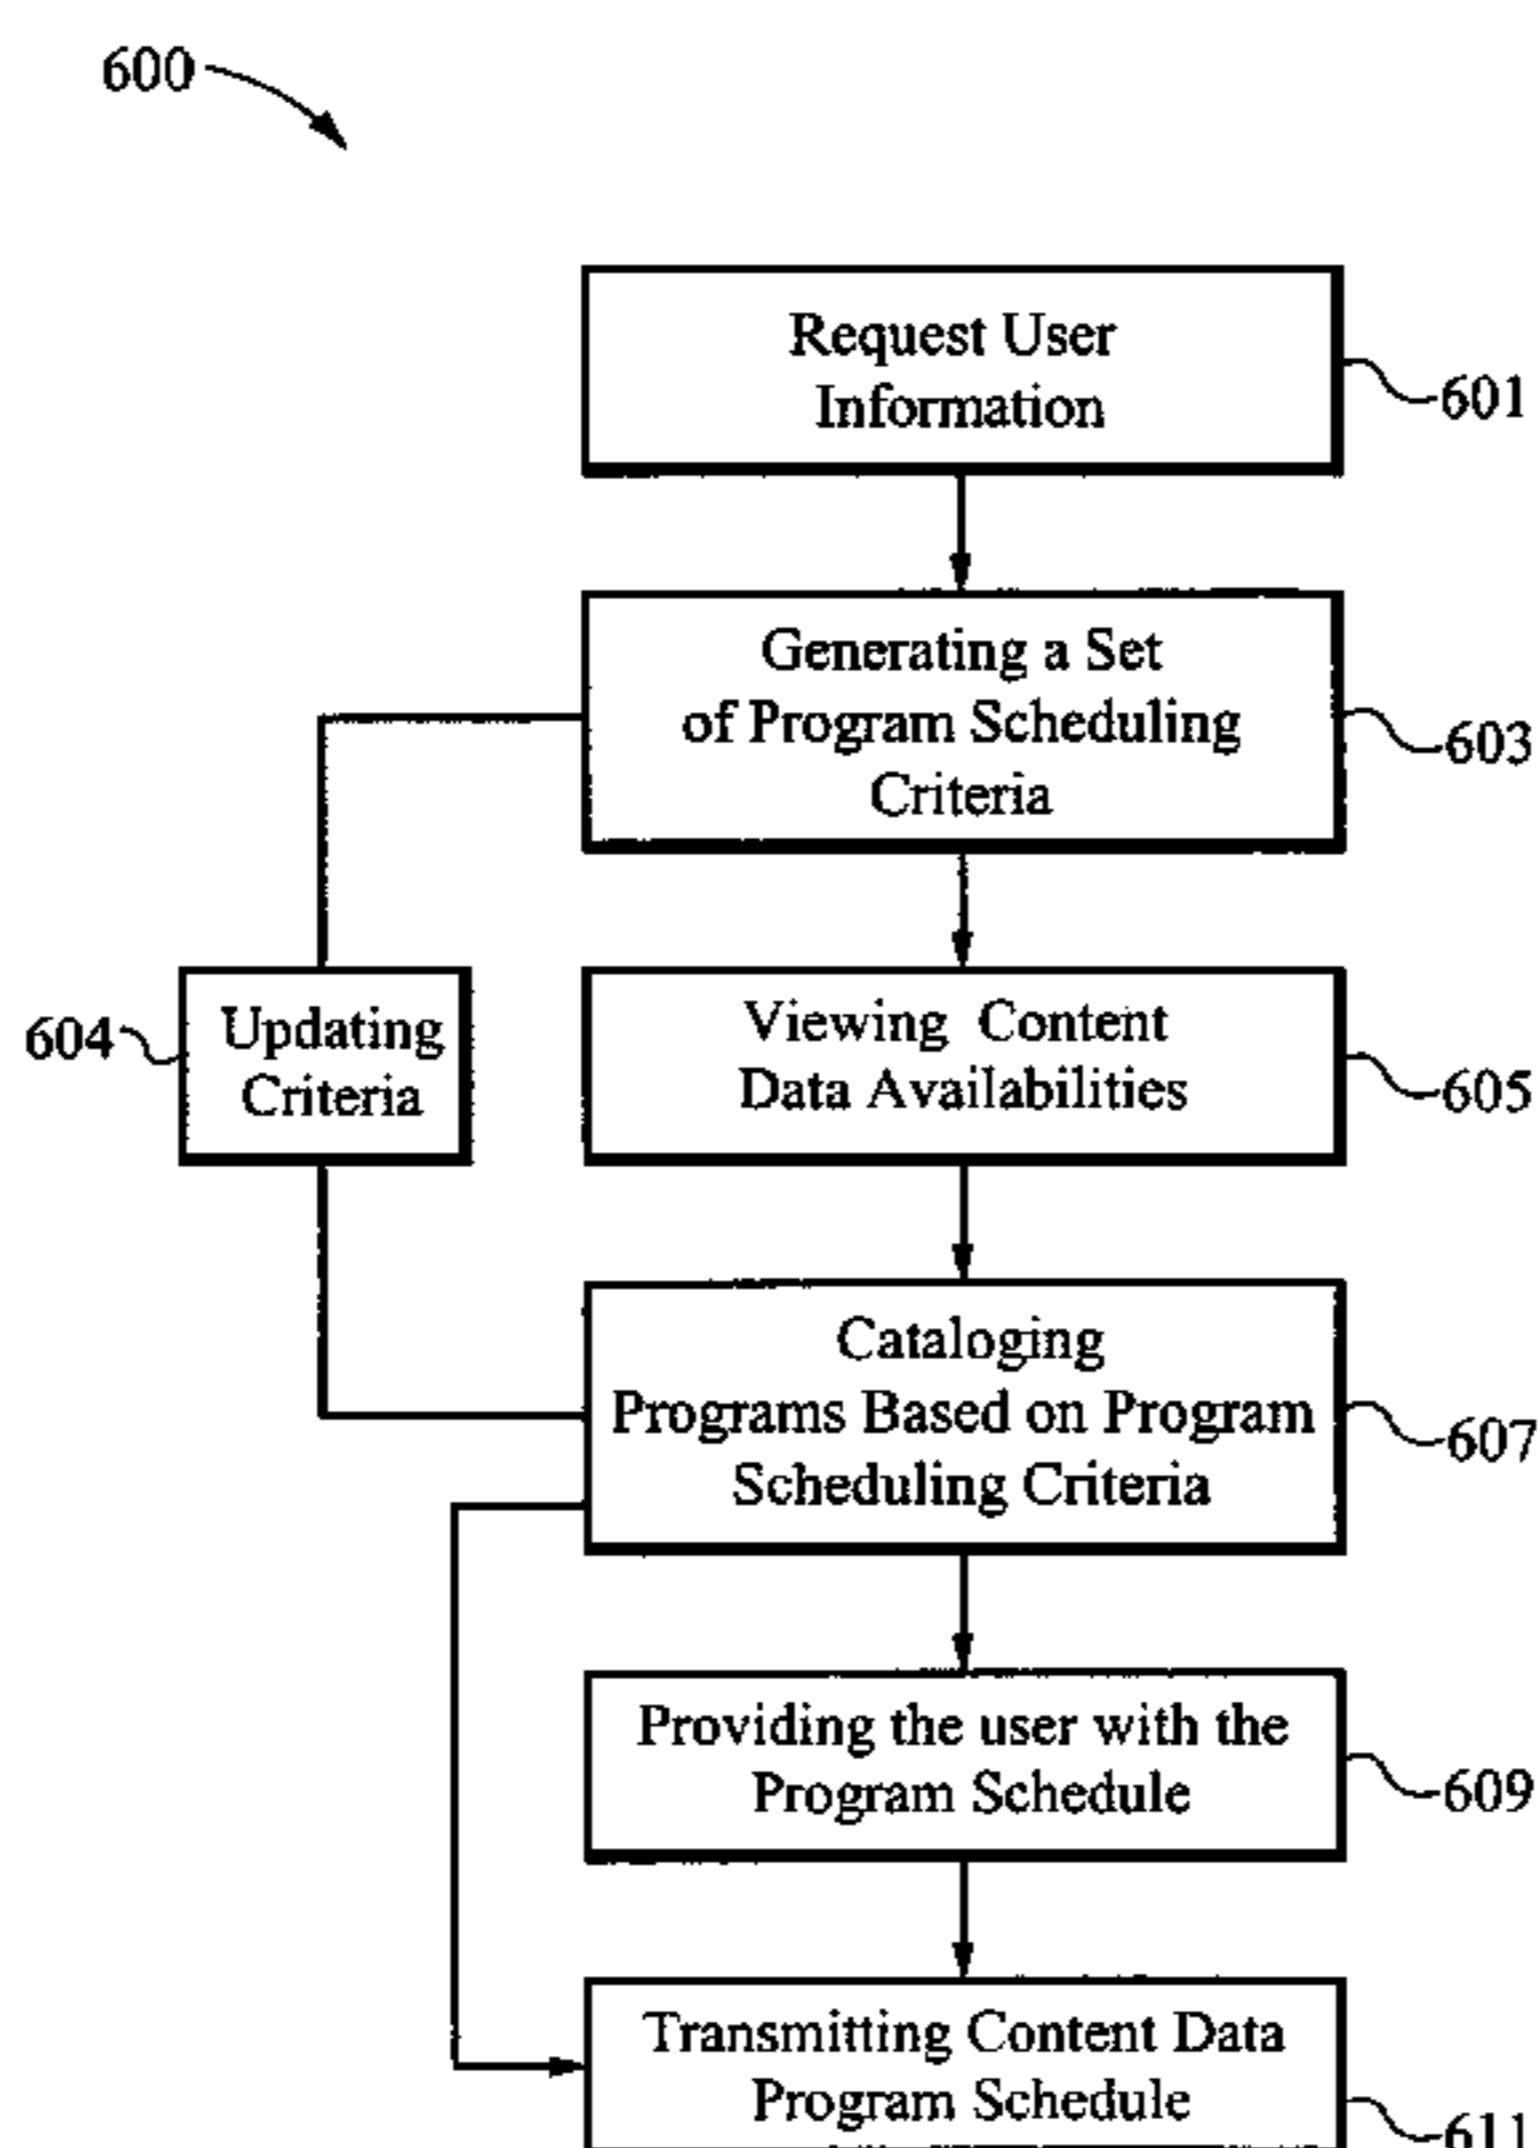 600
Request User
Information
601
Generating a Set
of Program Scheduling
Criteria
603
Updating
Criteria
604
Viewing Content
Data Availabilities
605
Cataloging
Programs Based on Program
Scheduling Criteria
607
Providing the user with the
Program Schedule
609
Transmitting Content Data
Program Schedule
611